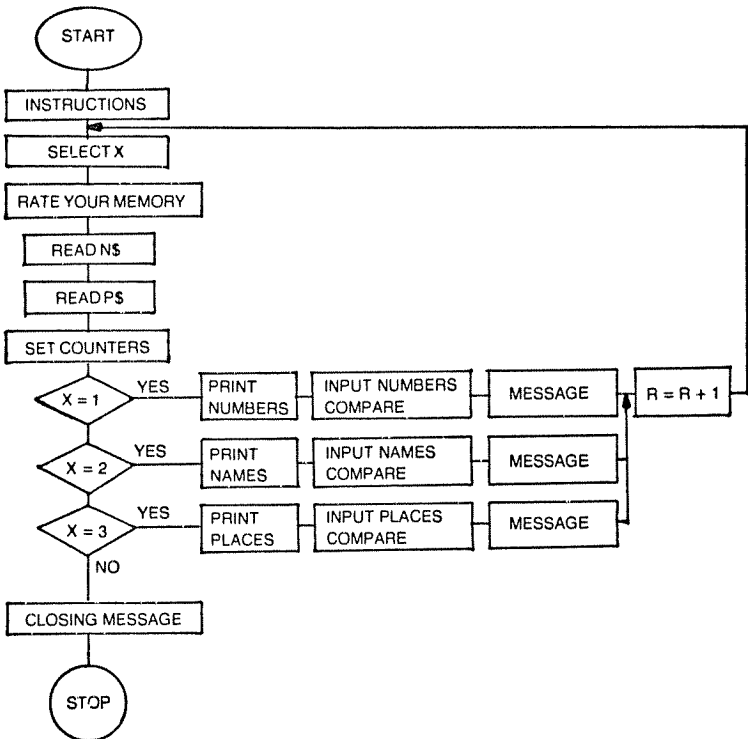 START
INSTRUCTIONS
SELECT X
RATE YOUR MEMORY
READ N$
READ P$
SET COUNTERS
X = 1
YES
PRINT
NUMBERS
INPUT NUMBERS
COMPARE
MESSAGE
R = R + 1
X = 2
YES
PRINT
NAMES
INPUT NAMES
COMPARE
MESSAGE
X = 3
YES
PRINT
PLACES
INPUT PLACES
COMPARE
MESSAGE
NO
CLOSING MESSAGE
STOP